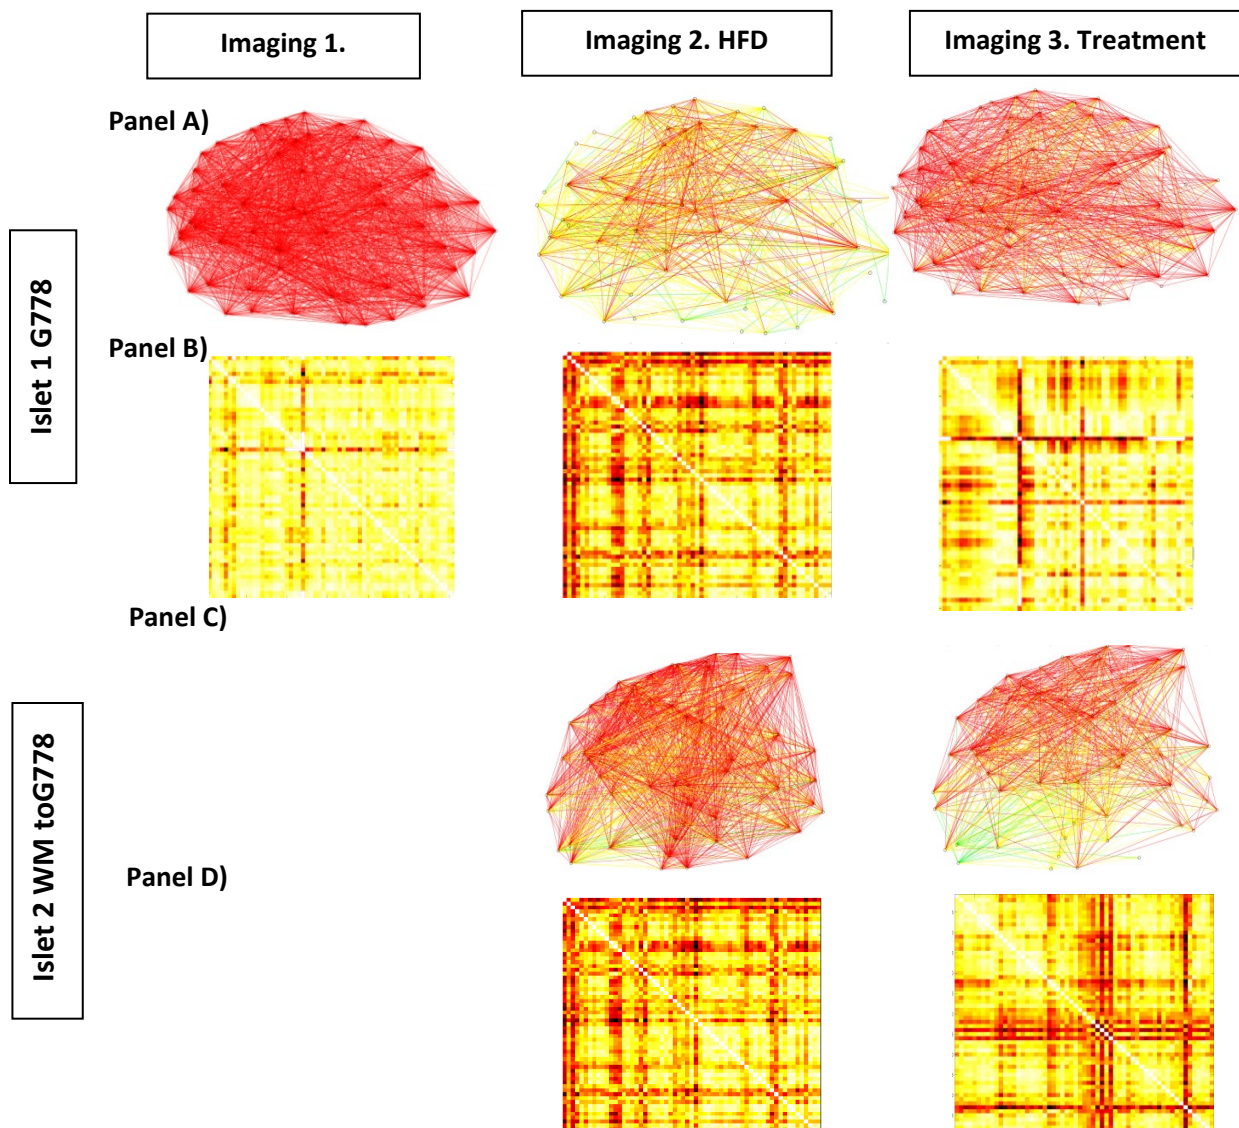 Imaging 1.
Imaging 2. HFD
Imaging 3. Treatment
Panel A)
Islet 1 G778
Panel B)
Panel C)
Islet 2 WM toG778
Panel D)